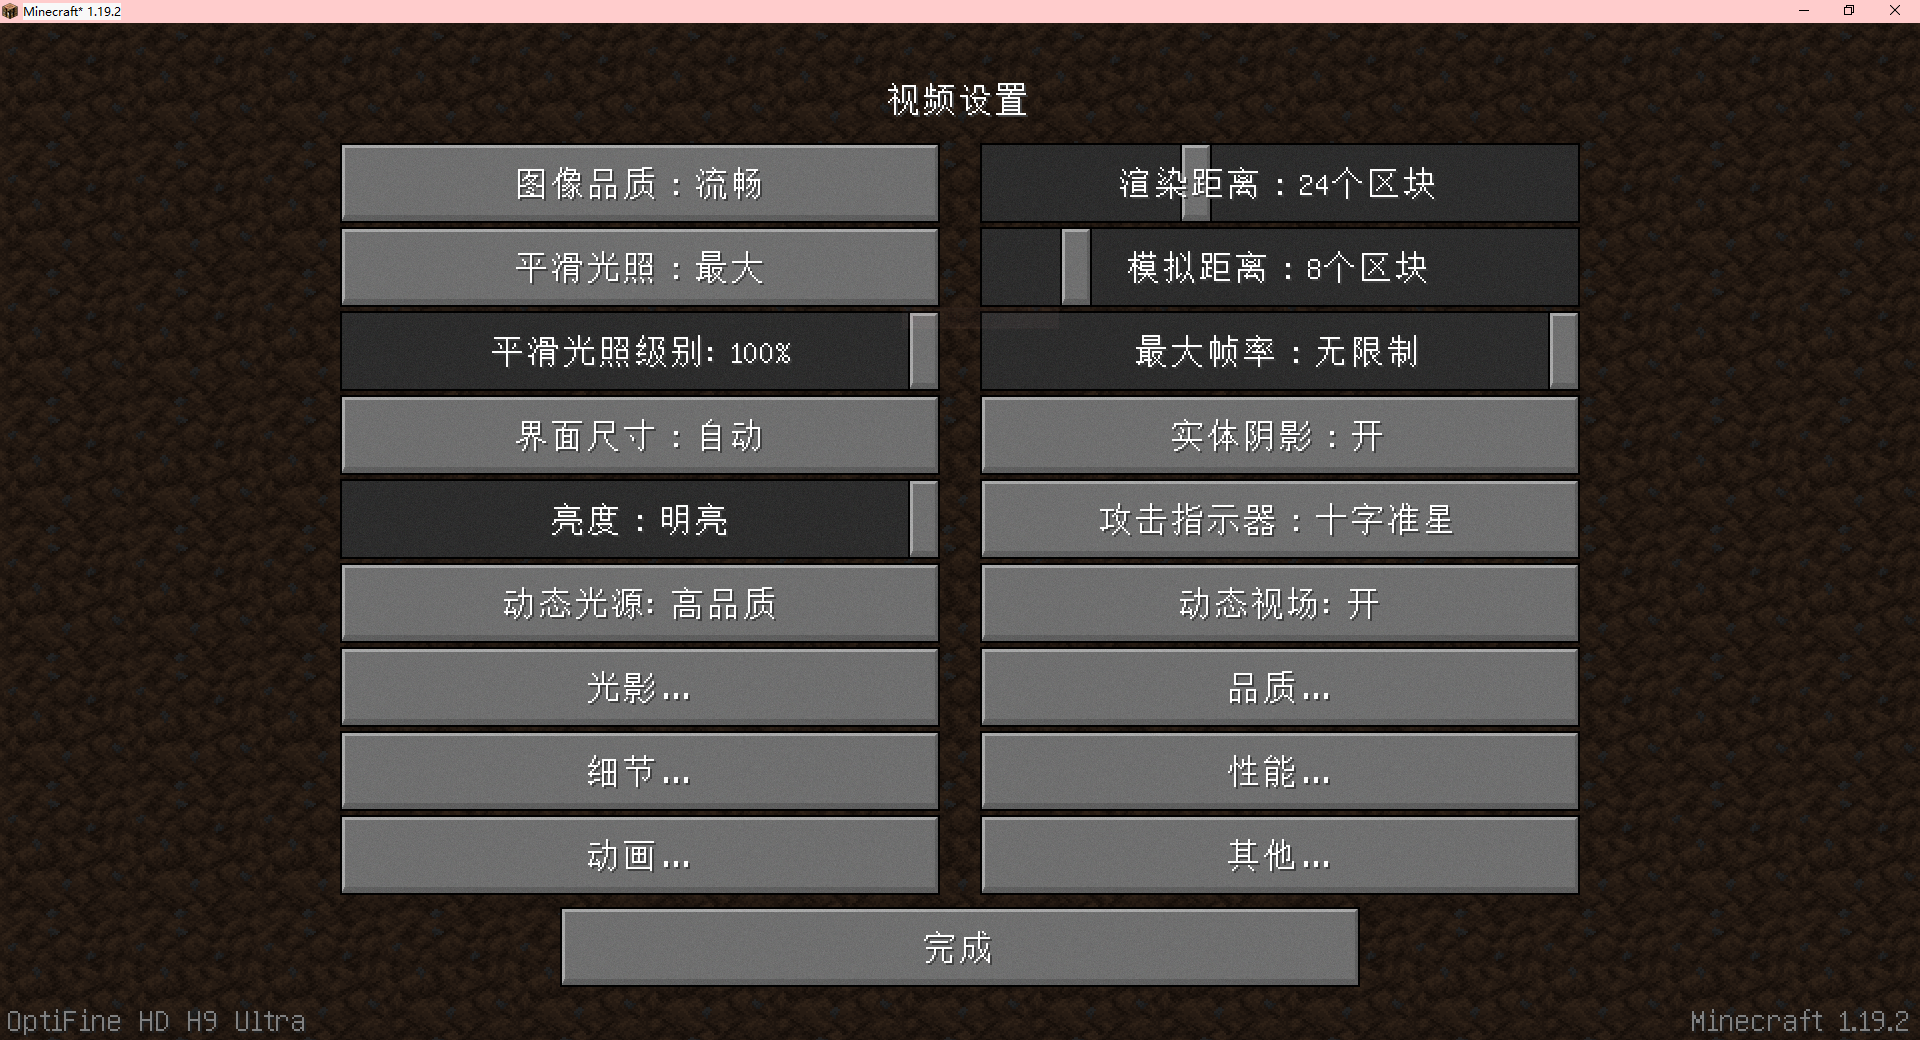 Minecraft* 1.19.2
视频设置
图像品质：流畅
渲染距离：24个区块
平滑光照：最大
模拟距离：8个区块
平滑光照级别: 100%
最大帧率：无限制
界面尺寸：自动
实体阴影：开
亮度：明亮
攻击指示器：十字准星
动态光源: 高品质
动态视场: 开
光影...
品质...
细节...
性能...
动画...
其他...
完成
OptiFine HD H9 Ultra
Minecraft 1.19.2